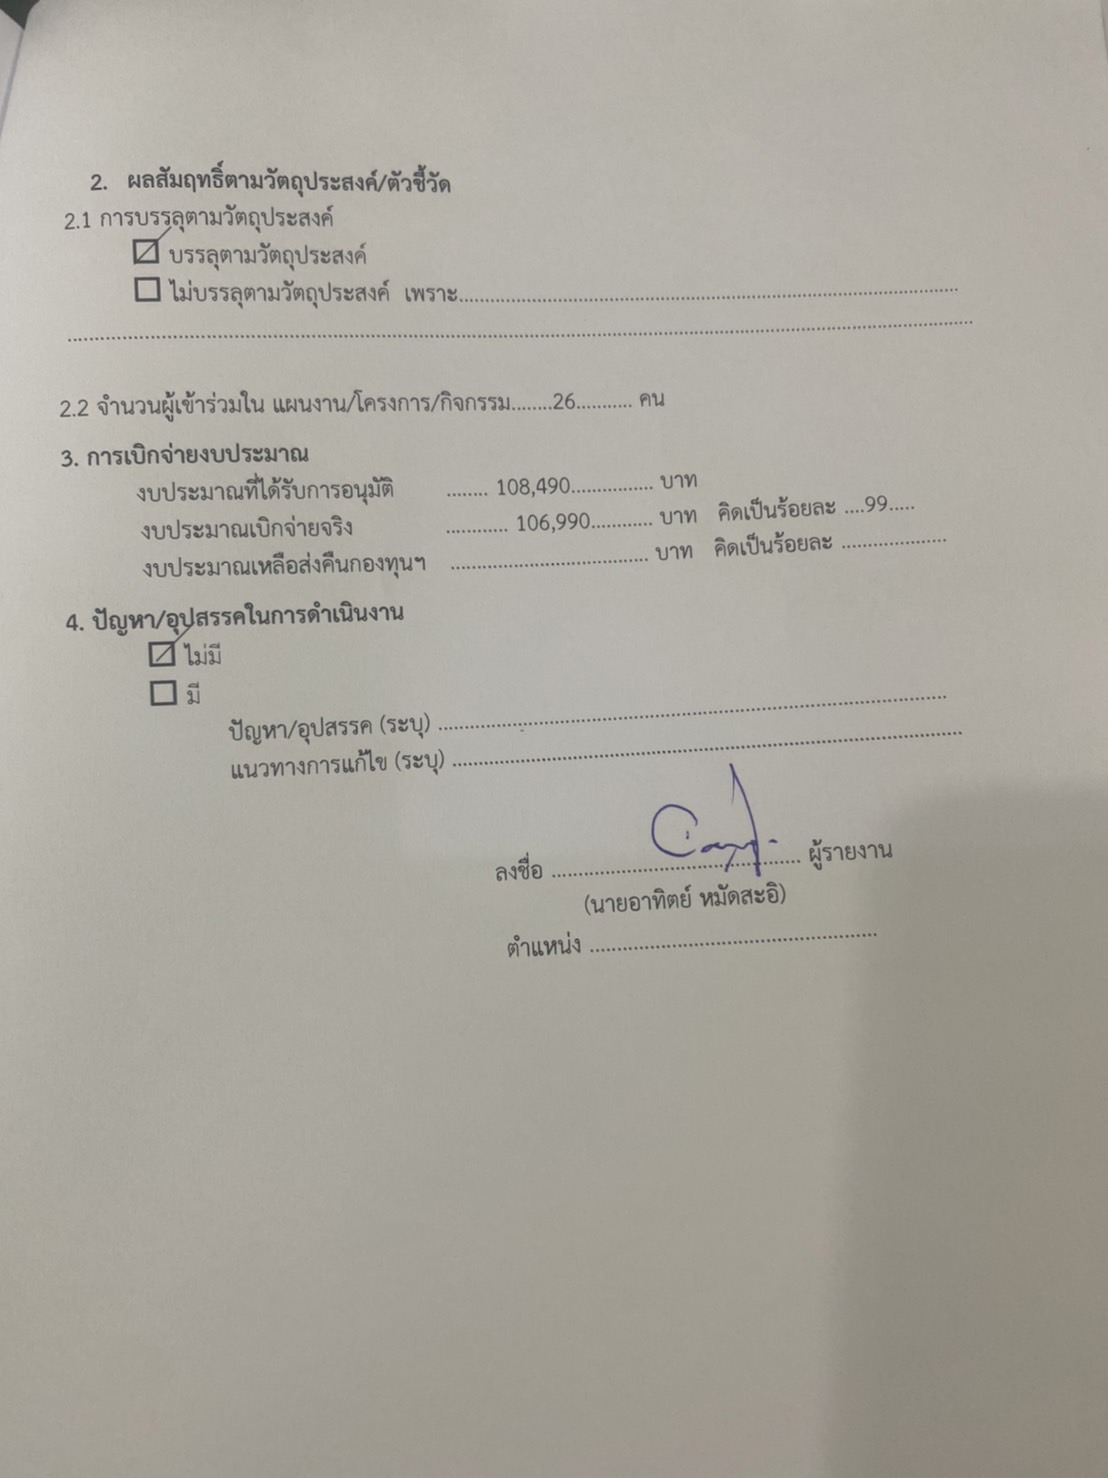 2. ผลสัมฤทธิ์ตามวัตถุประสงค์/ตัวชี้วัด
2.1 การบรรลุตามวัตถุประสงค์
☑ บรรลุตามวัตถุประสงค์
☐ ไม่บรรลุตามวัตถุประสงค์ เพราะ....................
....................
2.2 จำนวนผู้เข้าร่วมใน แผนงาน/โครงการ/กิจกรรม........26........... คน
3. การเบิกจ่ายงบประมาณ
งบประมาณที่ได้รับการอนุมัติ ........ 108,490............... บาท
งบประมาณเบิกจ่ายจริง ............ 106,990............ บาท คิดเป็นร้อยละ ....99.....
งบประมาณเหลือส่งคืนกองทุนฯ .................... บาท คิดเป็นร้อยละ ....................
4. ปัญหา/อุปสรรคในการดำเนินงาน
☑ ไม่มี
☐ มี
ปัญหา/อุปสรรค (ระบุ) ....................
แนวทางการแก้ไข (ระบุ) ....................
ลงชื่อ .................... ผู้รายงาน
(นายอาทิตย์ หมัดสะอิ)
ตำแหน่ง ....................